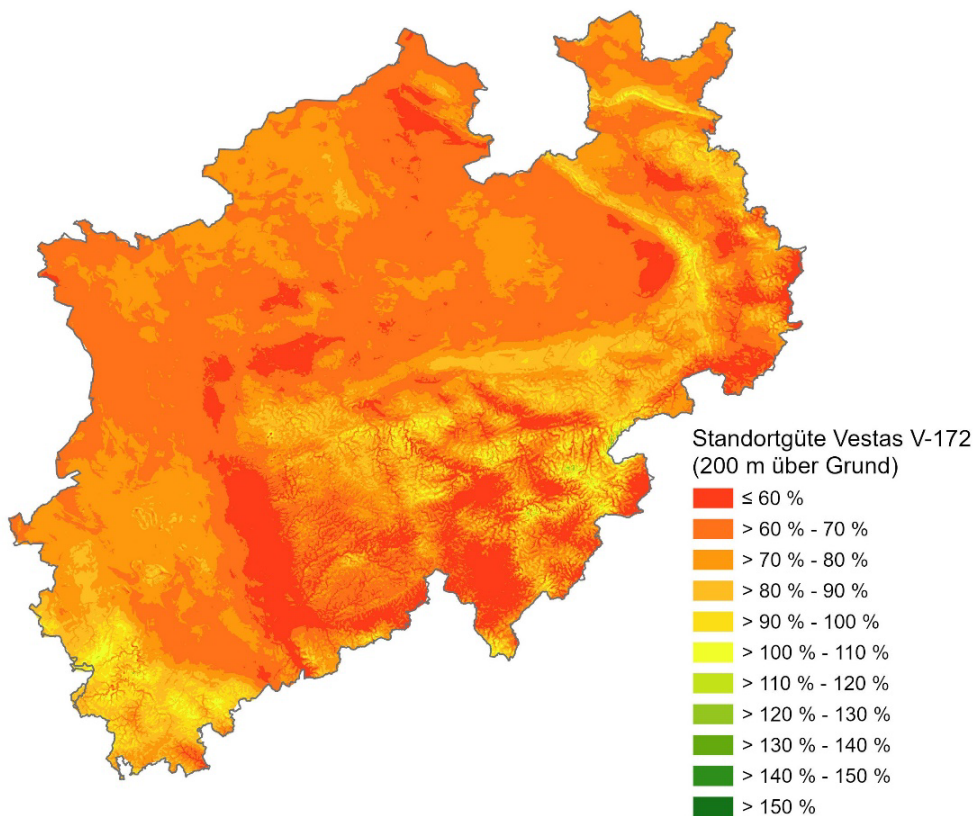 Standortgüte Vestas V-172
(200 m über Grund)
≤ 60 %
> 60 % - 70 %
> 70 % - 80 %
> 80 % - 90 %
> 90 % - 100 %
> 100 % - 110 %
> 110 % - 120 %
> 120 % - 130 %
> 130 % - 140 %
> 140 % - 150 %
> 150 %